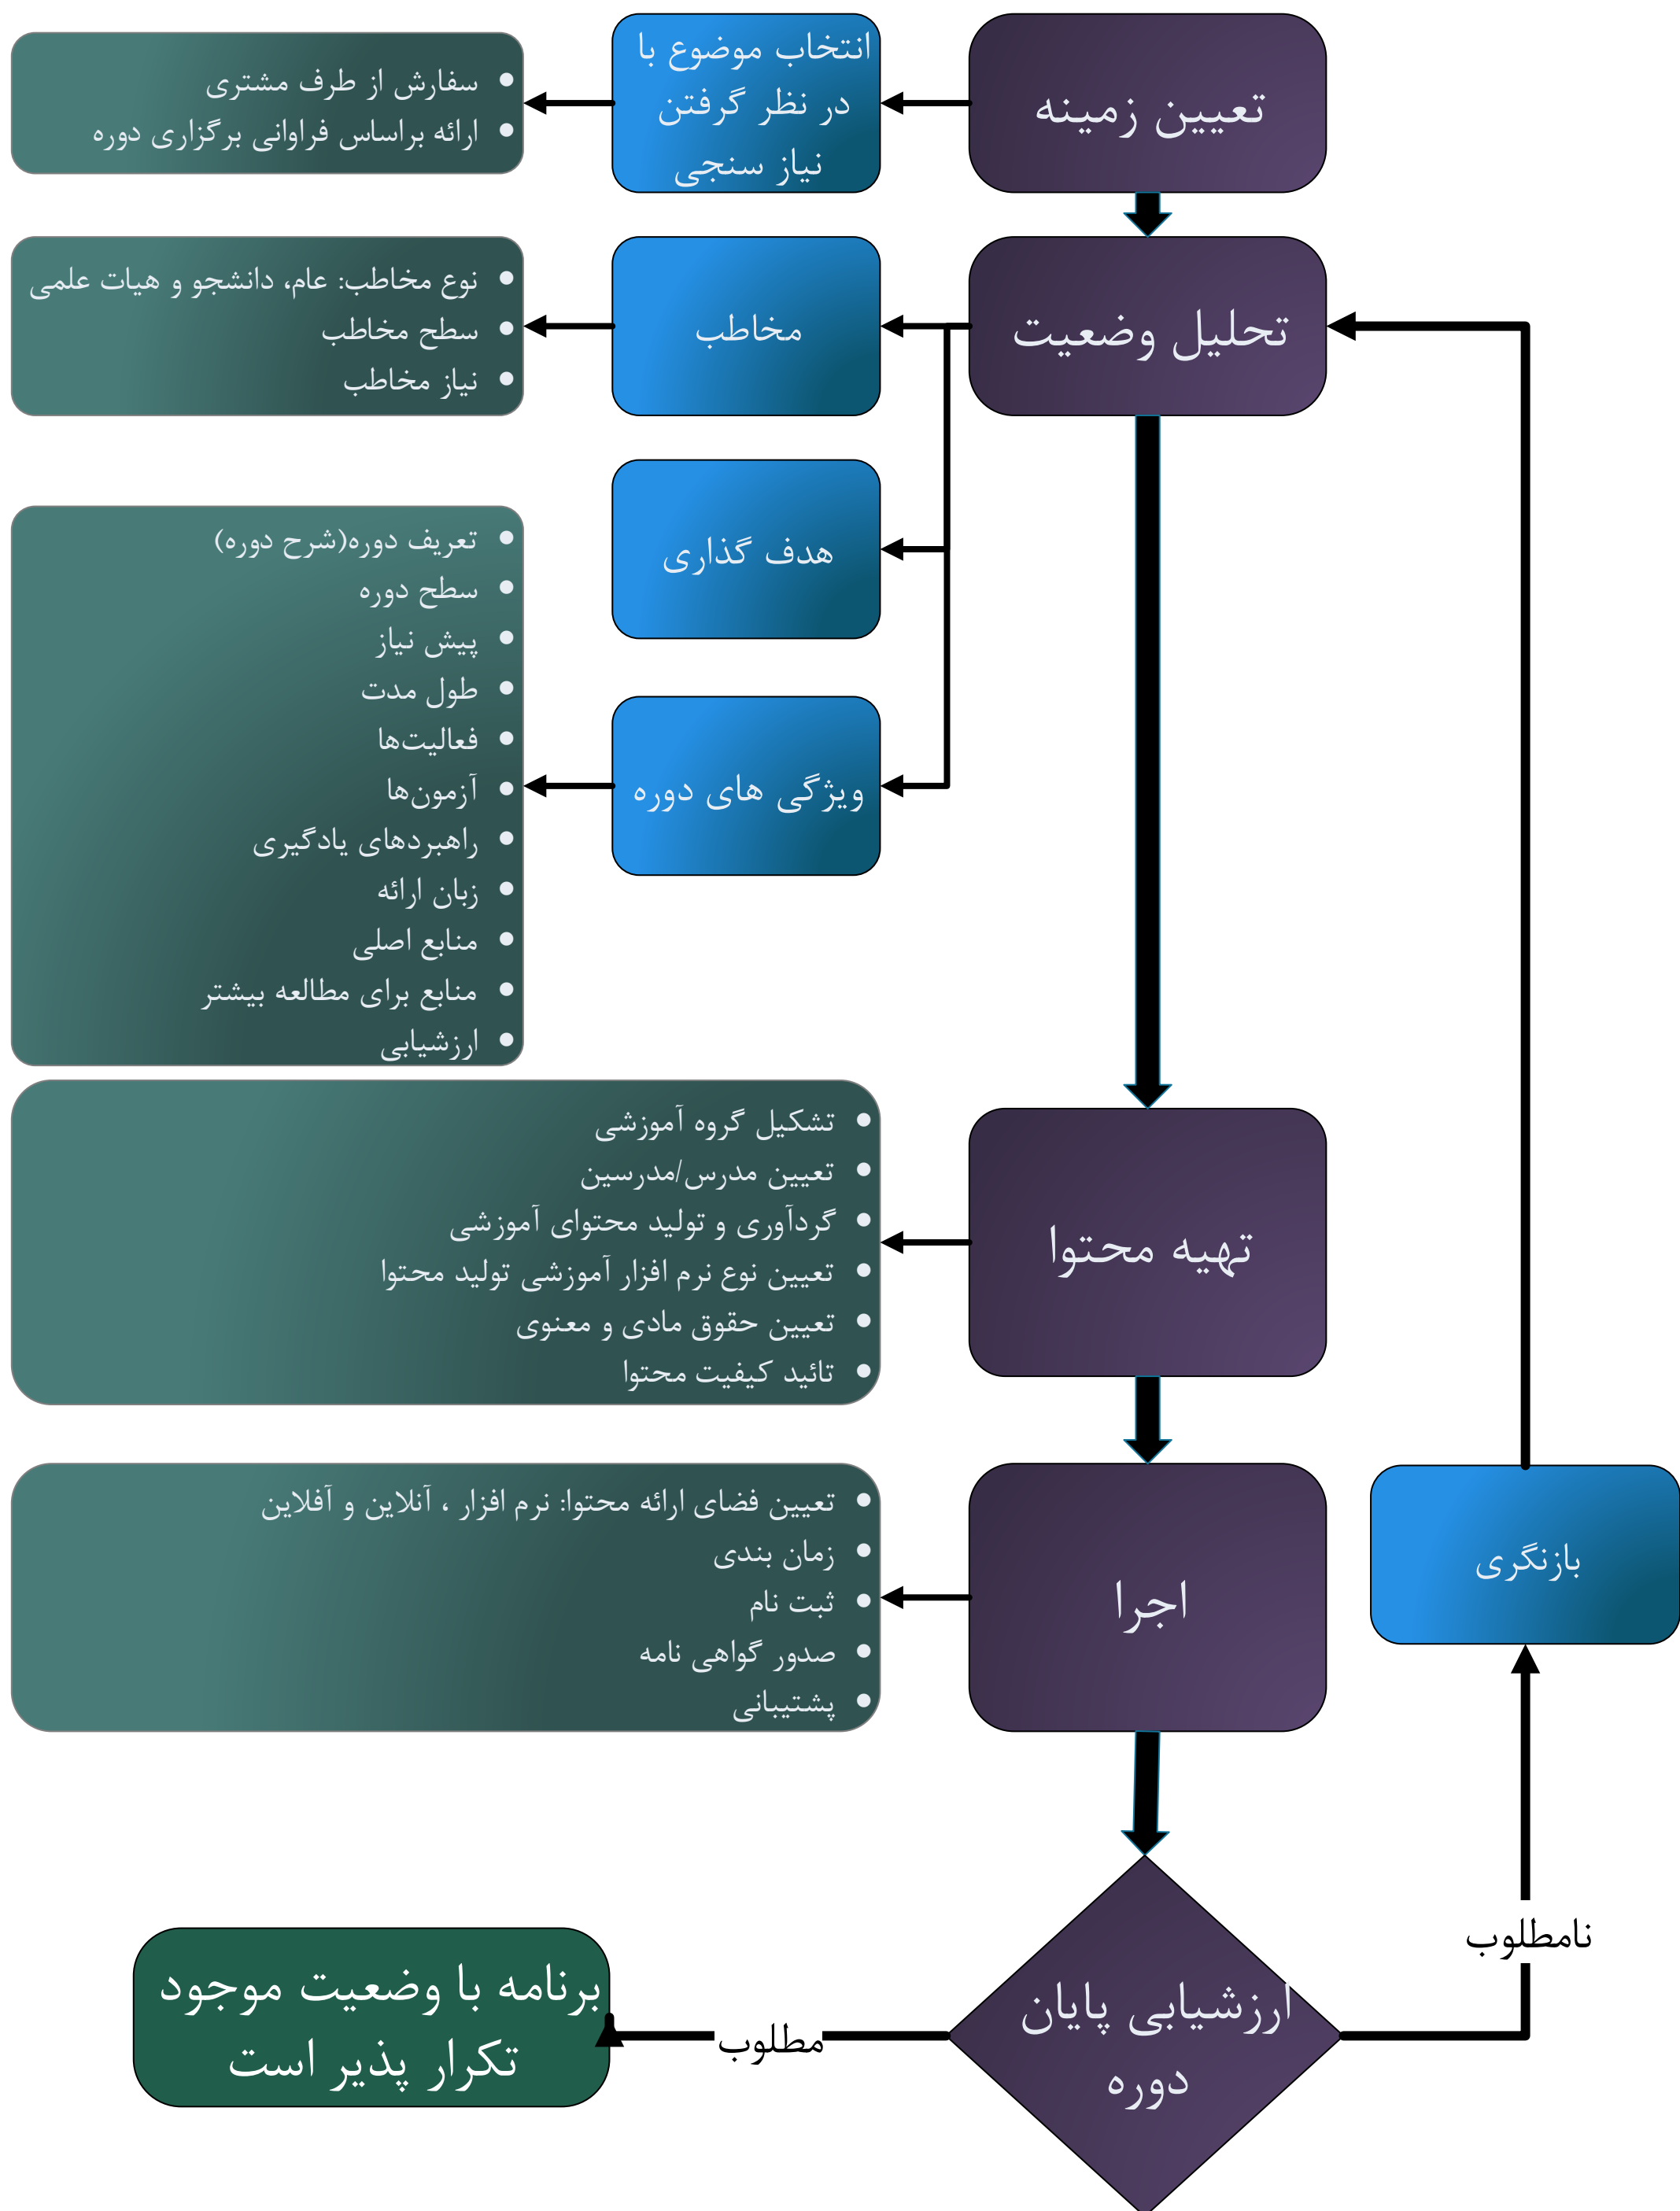 تعیین زمینه
انتخاب موضوع با
در نظر گرفتن
نیاز سنجی
• سفارش از طرف مشتری
• ارائه براساس فراوانی برگزاری دوره
تحلیل وضعیت
مخاطب
• نوع مخاطب: عام، دانشجو و هیات علمی
• سطح مخاطب
• نیاز مخاطب
هدف گذاری
ویژگی های دوره
• تعریف دوره(شرح دوره)
• سطح دوره
• پیش نیاز
• طول مدت
• فعالیت‌ها
• آزمون‌ها
• راهبردهای یادگیری
• زبان ارائه
• منابع اصلی
• منابع برای مطالعه بیشتر
• ارزشیابی
تهیه محتوا
• تشکیل گروه آموزشی
• تعیین مدرس/مدرسین
• گردآوری و تولید محتوای آموزشی
• تعیین نوع نرم افزار آموزشی تولید محتوا
• تعیین حقوق مادی و معنوی
• تائید کیفیت محتوا
اجرا
• تعیین فضای ارائه محتوا: نرم افزار ، آنلاین و آفلاین
• زمان بندی
• ثبت نام
• صدور گواهی نامه
• پشتیبانی
بازنگری
نامطلوب
ارزشیابی پایان
دوره
مطلوب
برنامه با وضعیت موجود
تکرار پذیر است